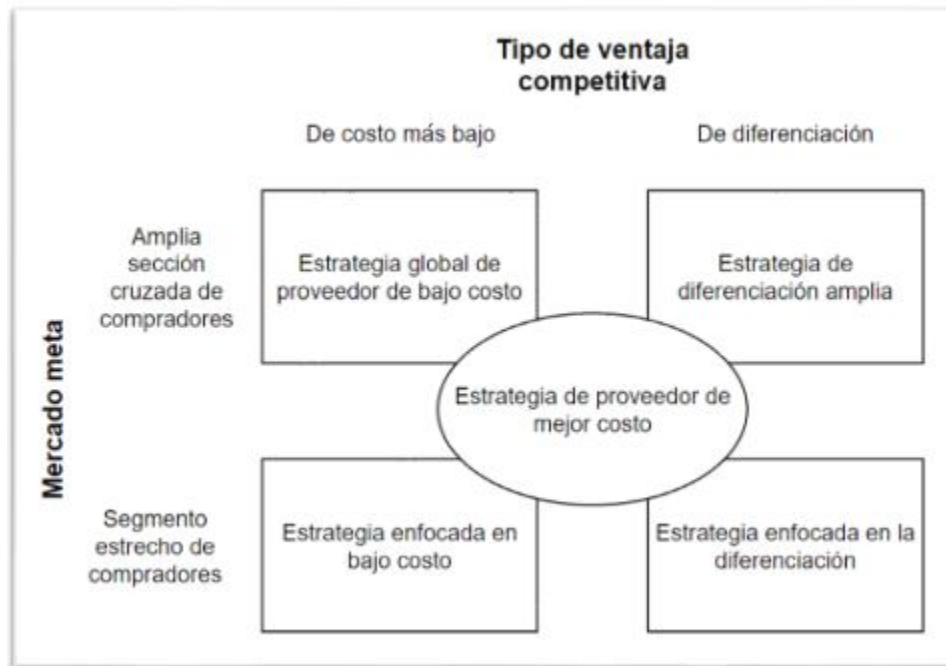 Tipo de ventaja
competitiva
De costo más bajo
De diferenciación
Mercado meta
Amplia
sección
cruzada de
compradores
Estrategia global de
proveedor de bajo costo
Estrategia de
diferenciación amplia
Estrategia de proveedor de
mejor costo
Segmento
estrecho de
compradores
Estrategia enfocada en
bajo costo
Estrategia enfocada en la
diferenciación